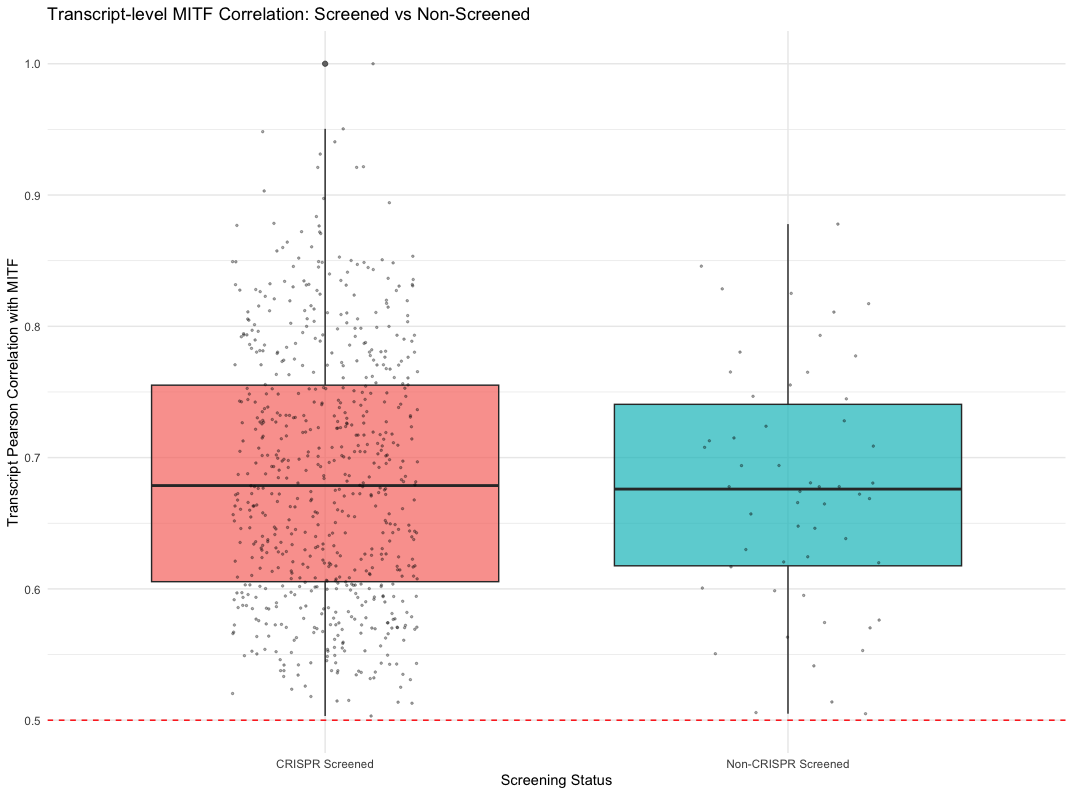 Transcript-level MITF Correlation: Screened vs Non-Screened
Transcript Pearson Correlation with MITF
1.0
0.9
0.8
0.7
0.6
0.5
CRISPR Screened
Non-CRISPR Screened
Screening Status